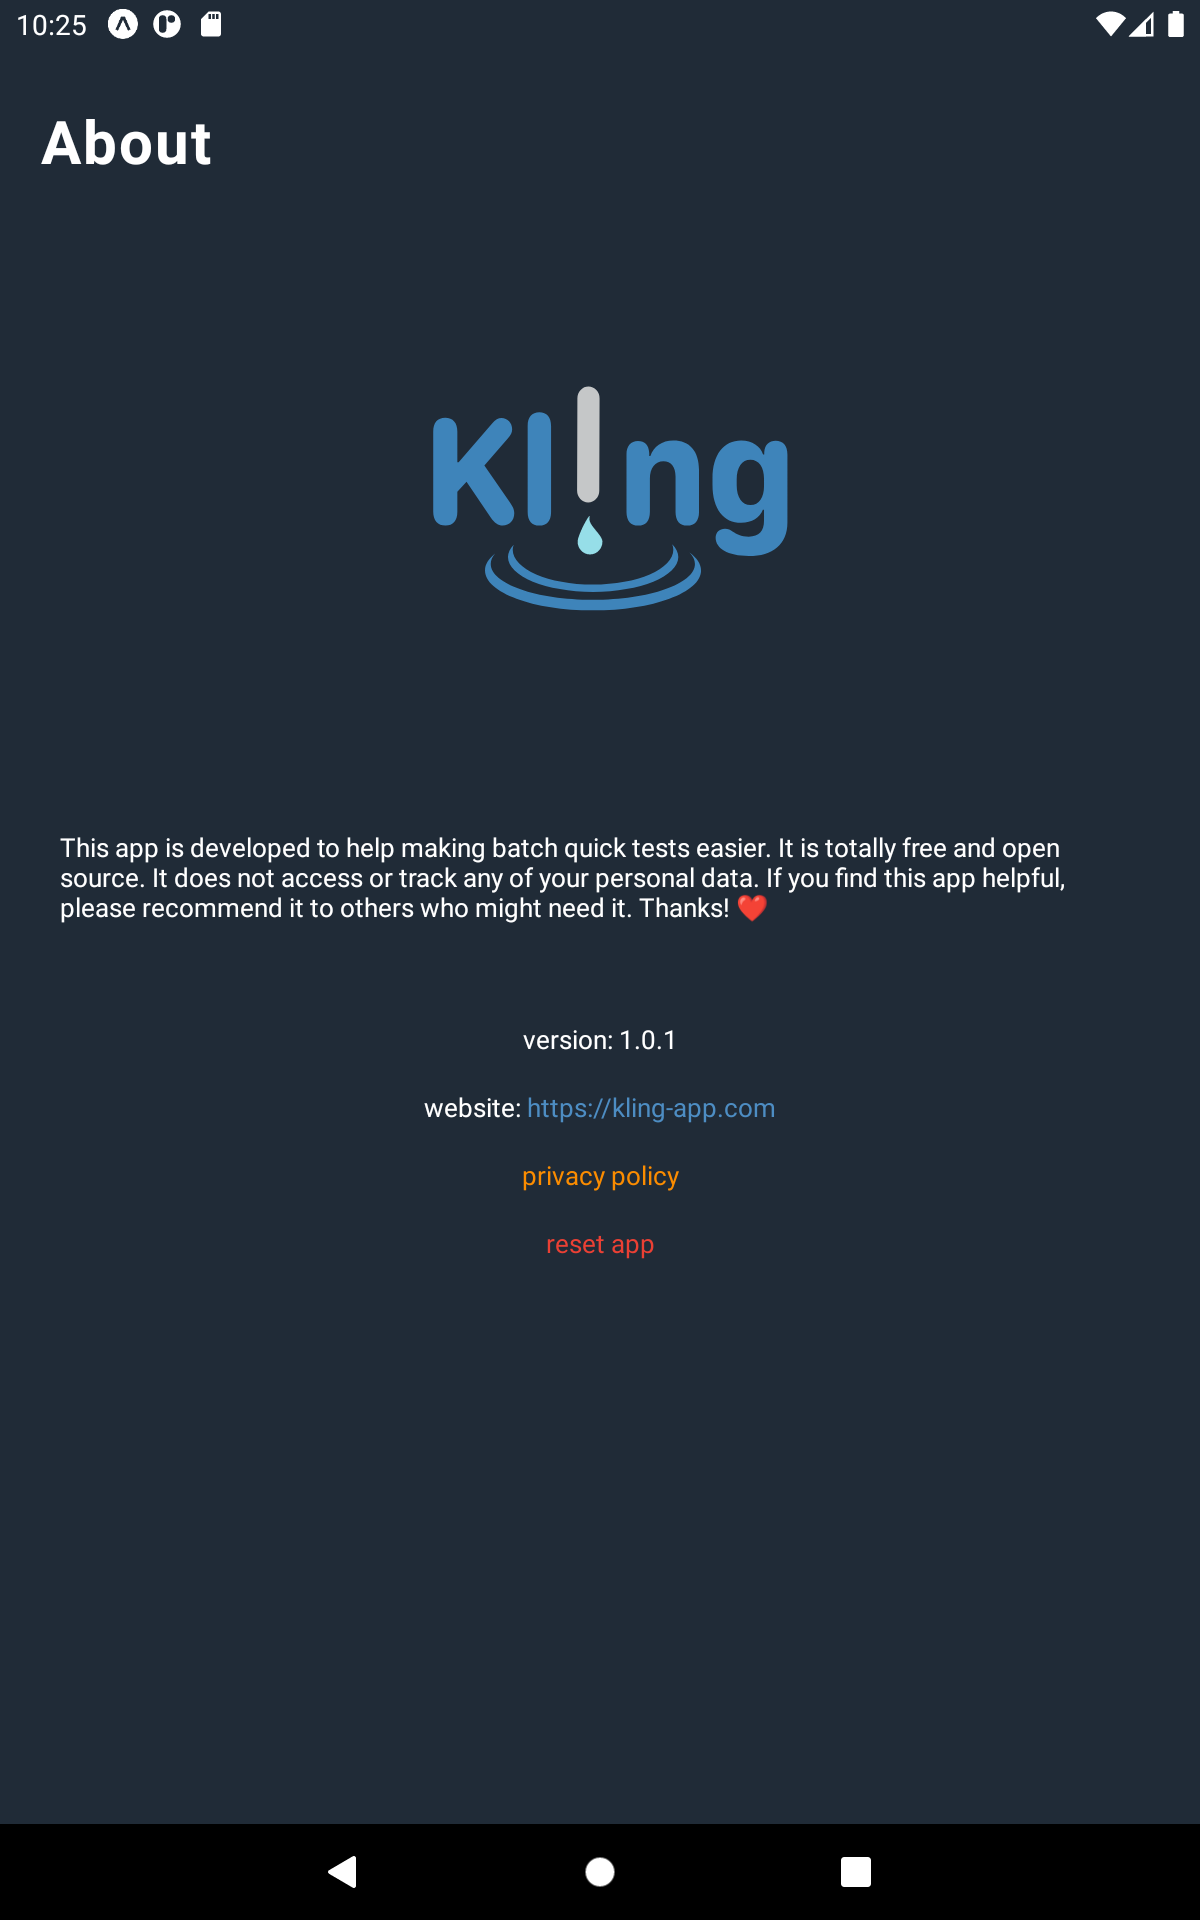 10:25
About
Kling
This app is developed to help making batch quick tests easier. It is totally free and open
source. It does not access or track any of your personal data. If you find this app helpful,
please recommend it to others who might need it. Thanks! ❤️
version: 1.0.1
website: https://kling-app.com
privacy policy
reset app